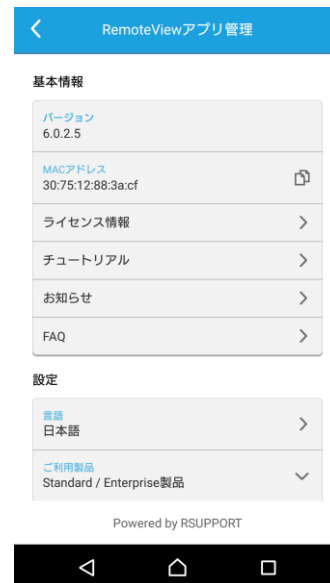 RemoteViewアプリ管理
基本情報
バージョン
6.0.2.5
MACアドレス
30:75:12:88:3a:cf
ライセンス情報
チュートリアル
お知らせ
FAQ
設定
言語
日本語
ご利用製品
Standard / Enterprise製品
Powered by RSUPPORT